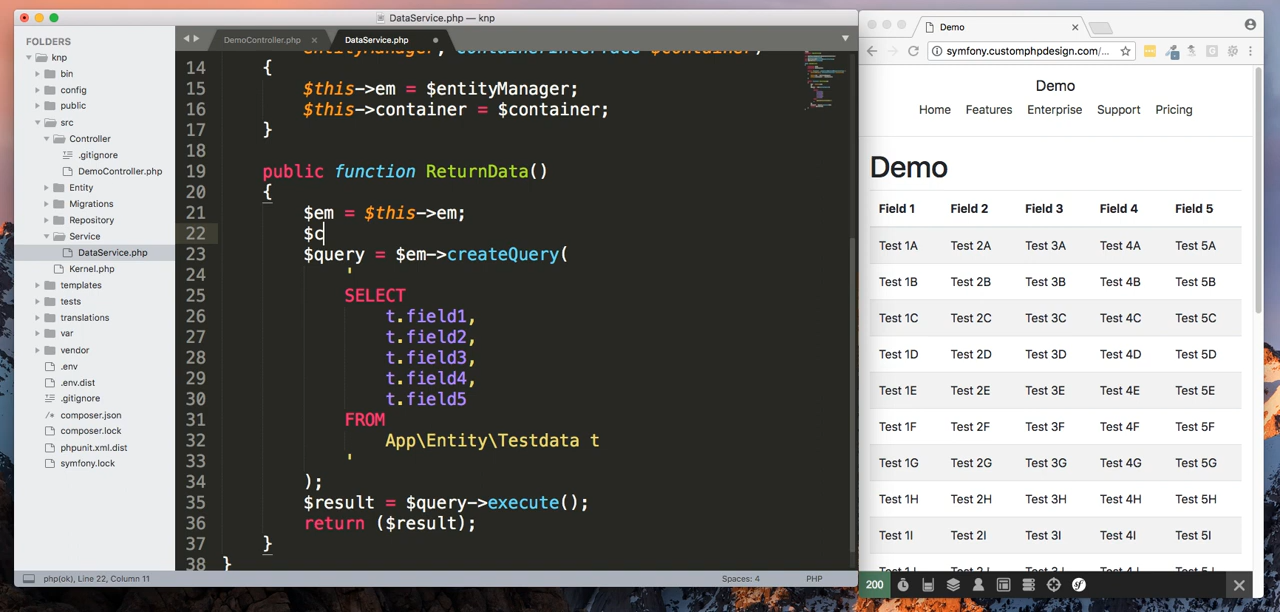 DataService.php — knp
FOLDERS
knp
bin
config
public
src
Controller
.gitignore
DemoController.php
Entity
Migrations
Repository
Service
DataService.php
Kernel.php
templates
tests
translations
var
vendor
.env
.env.dist
.gitignore
composer.json
composer.lock
phpunit.xml.dist
symfony.lock
DemoController.php
DataService.php
14 {
15 $this->em = $entityManager;
16 $this->container = $container;
17 }
18
19 public function ReturnData()
20 {
21 $em = $this->em;
22 $c
23 $query = $em->createQuery(
24 '
25 SELECT
26 t.field1,
27 t.field2,
28 t.field3,
29 t.field4,
30 t.field5
31 FROM
32 App\Entity\Testdata t
33 '
34 );
35 $result = $query->execute();
36 return ($result);
37 }
38 }
php(ok), Line 22, Column 11
Spaces: 4
PHP
Demo
symfony.customphpdesign.com/...
Demo
Home Features Enterprise Support Pricing
Demo
Field 1 Field 2 Field 3 Field 4 Field 5
Test 1A Test 2A Test 3A Test 4A Test 5A
Test 1B Test 2B Test 3B Test 4B Test 5B
Test 1C Test 2C Test 3C Test 4C Test 5C
Test 1D Test 2D Test 3D Test 4D Test 5D
Test 1E Test 2E Test 3E Test 4E Test 5E
Test 1F Test 2F Test 3F Test 4F Test 5F
Test 1G Test 2G Test 3G Test 4G Test 5G
Test 1H Test 2H Test 3H Test 4H Test 5H
Test 1I Test 2I Test 3I Test 4I Test 5I
200
sf